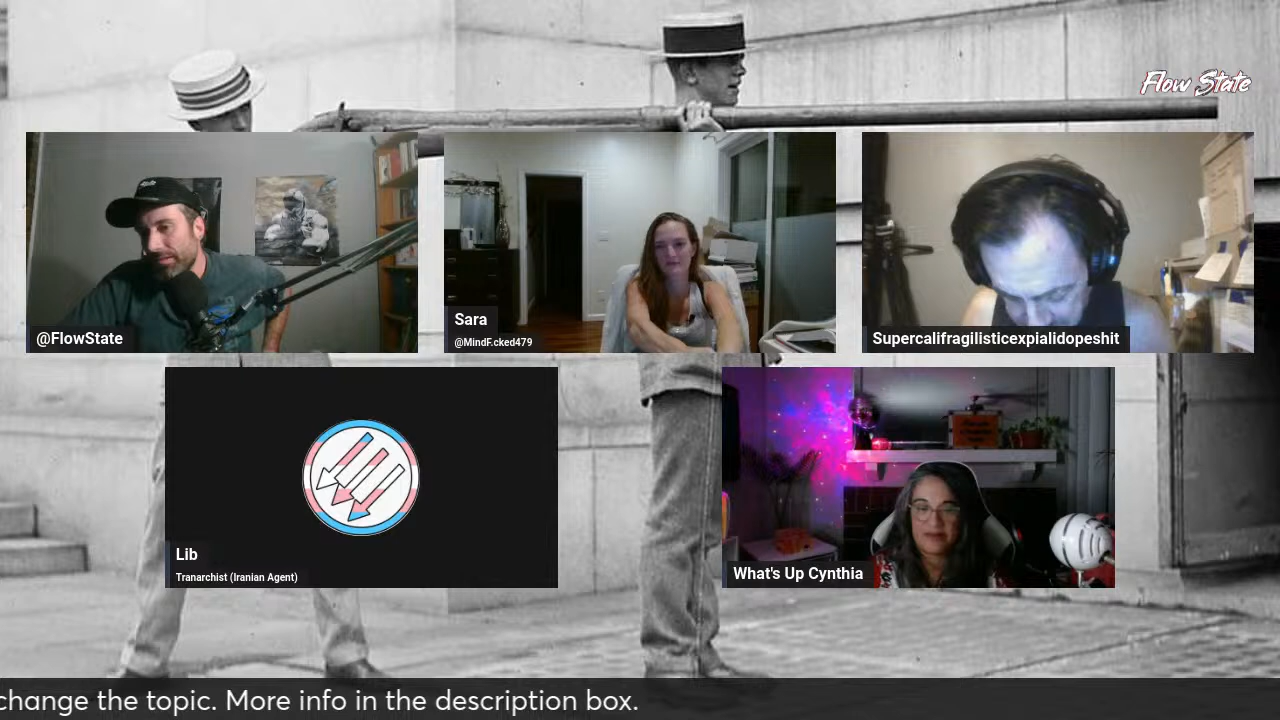 Flow State
@FlowState
Sara
@MindF.cked479
Supercalifragilisticexpialidopeshit
Lib
Tranarchist (Iranian Agent)
What's Up Cynthia
change the topic. More info in the description box.